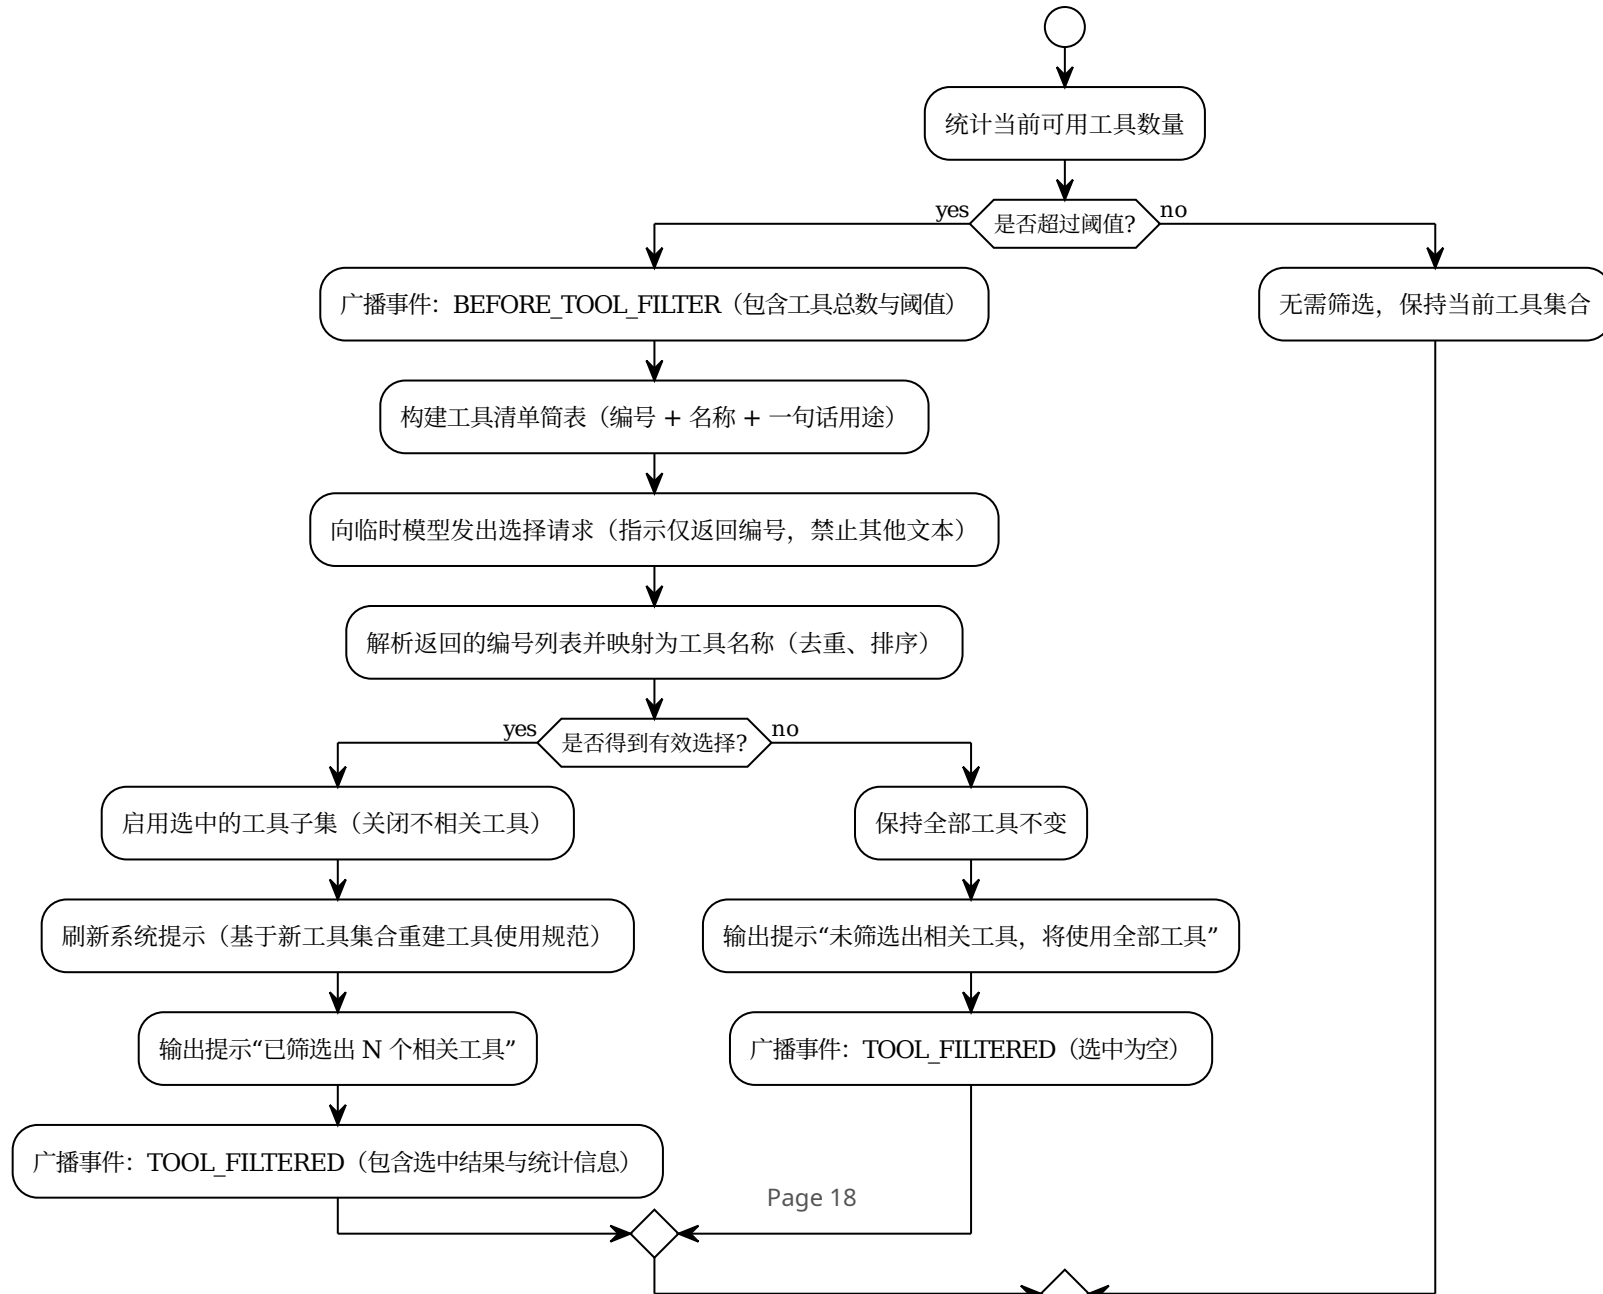 统计当前可用工具数量
yes
是否超过阈值?
no
广播事件：BEFORE_TOOL_FILTER（包含工具总数与阈值）
无需筛选，保持当前工具集合
构建工具清单简表（编号 + 名称 + 一句话用途）
向临时模型发出选择请求（指示仅返回编号，禁止其他文本）
解析返回的编号列表并映射为工具名称（去重、排序）
yes
是否得到有效选择?
no
启用选中的工具子集（关闭不相关工具）
保持全部工具不变
刷新系统提示（基于新工具集合重建工具使用规范）
输出提示“未筛选出相关工具，将使用全部工具”
输出提示“已筛选出 N 个相关工具”
广播事件：TOOL_FILTERED（选中为空）
广播事件：TOOL_FILTERED（包含选中结果与统计信息）
Page 18